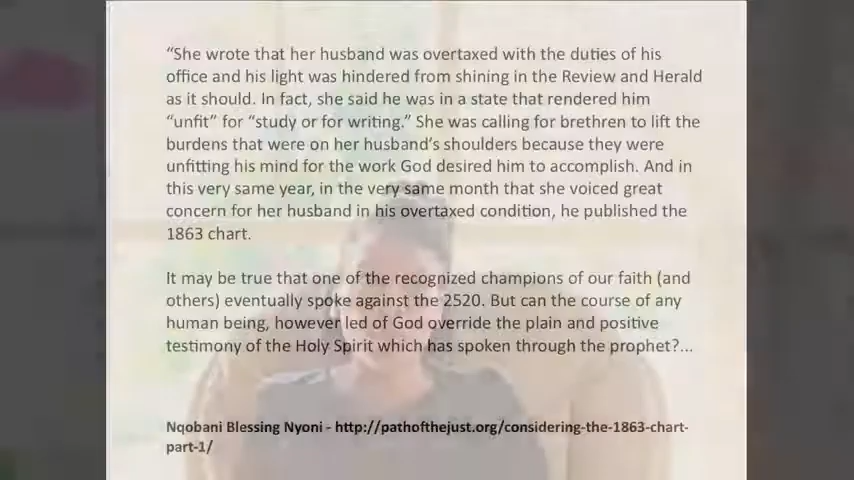 “She wrote that her husband was overtaxed with the duties of his
office and his light was hindered from shining in the Review and Herald
as it should. In fact, she said he was in a state that rendered him
“unfit” for “study or for writing.” She was calling for brethren to lift the
burdens that were on her husband’s shoulders because they were
unfitting his mind for the work God desired him to accomplish. And in
this very same year, in the very same month that she voiced great
concern for her husband in his overtaxed condition, he published the
1863 chart.
It may be true that one of the recognized champions of our faith (and
others) eventually spoke against the 2520. But can the course of any
human being, however led of God override the plain and positive
testimony of the Holy Spirit which has spoken through the prophet?...
Nqobani Blessing Nyoni - http://pathofthejust.org/considering-the-1863-chart-
part-1/